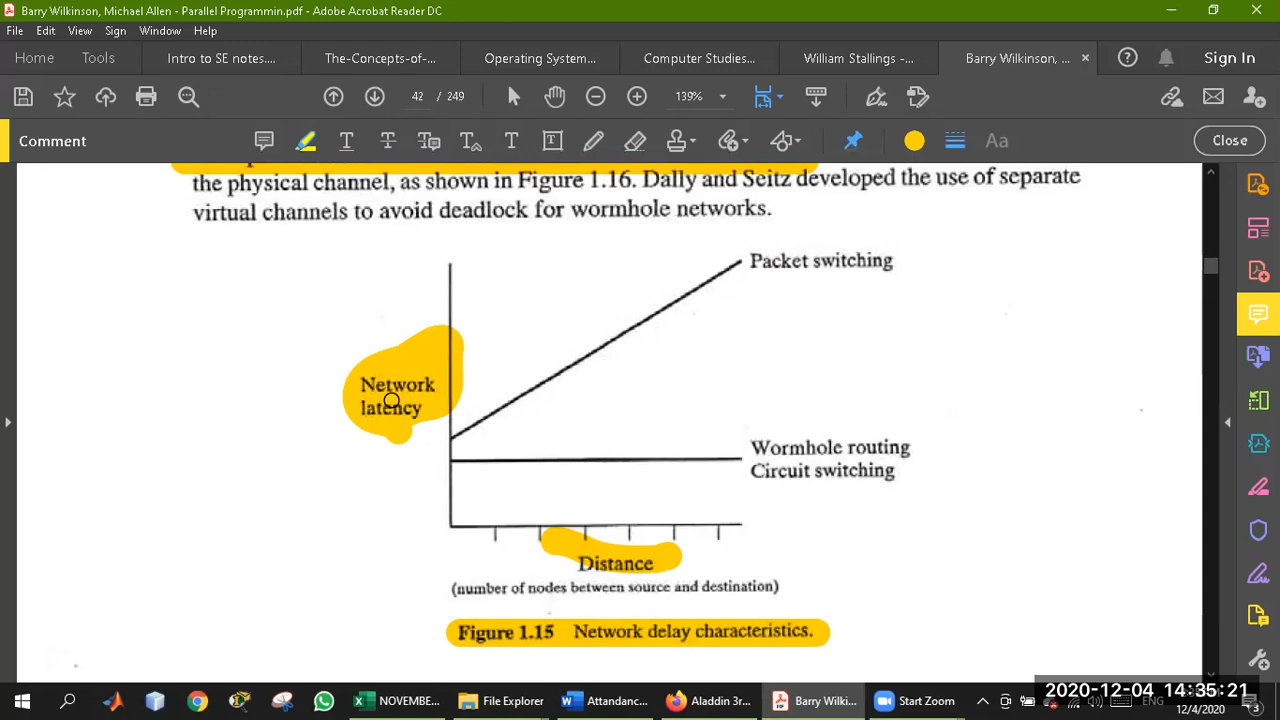 Barry Wilkinson, Michael Allen - Parallel Programmin.pdf - Adobe Acrobat Reader DC
File Edit View Sign Window Help
Home Tools Intro to SE notes.... The-Concepts-of-... Operating System... Computer Studies... William Stallings -... Barry Wilkinson, ... × Sign In
42 / 249 139%
Comment Aa Close
the physical channel, as shown in Figure 1.16. Dally and Seitz developed the use of separate
virtual channels to avoid deadlock for wormhole networks.
Packet switching
Network
latency
Wormhole routing
Circuit switching
Distance
(number of nodes between source and destination)
Figure 1.15 Network delay characteristics.
NOVEMBE... File Explorer Attandanc... Aladdin 3r... Barry Wilki... Start Zoom ENG
2020-12-04 14:35:21
12/4/2020